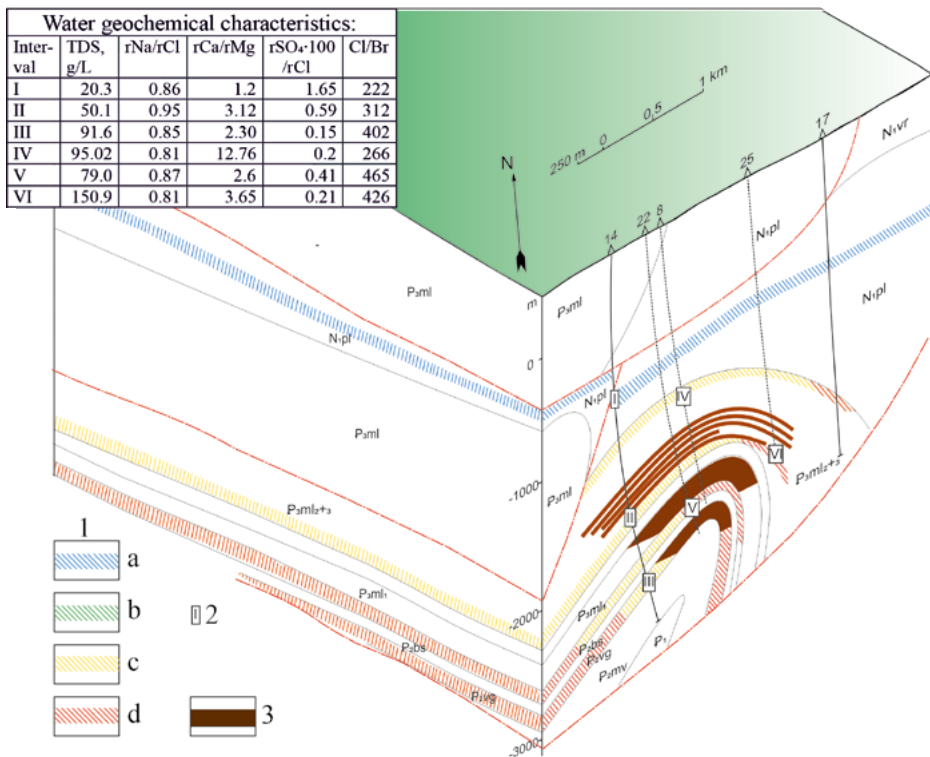 Water geochemical characteristics:
Inter-val TDS, g/L rNa/rCl rCa/rMg rSO₄·100/rCl Cl/Br
I 20.3 0.86 1.2 1.65 222
II 50.1 0.95 3.12 0.59 312
III 91.6 0.85 2.30 0.15 402
IV 95.02 0.81 12.76 0.2 266
V 79.0 0.87 2.6 0.41 465
VI 150.9 0.81 3.65 0.21 426
1 km
0,5
0
250 m
N
17
25
8
22
14
N₁vr
N₁pl
P₃ml
P₃ml
m
N₁pl
N₁pl
0
N₁pl
I
IV
P₃ml
VI
P₃ml₂+₃
P₃ml
-1000
II
V
P₃ml₂+₃
III
P₃ml₁
P₃ml₁
-2000
P₂bs
P₂bs
P₂vg
P₂mv
P₁
P₂vg
-3000
1
a
b
I 2
c
d
3